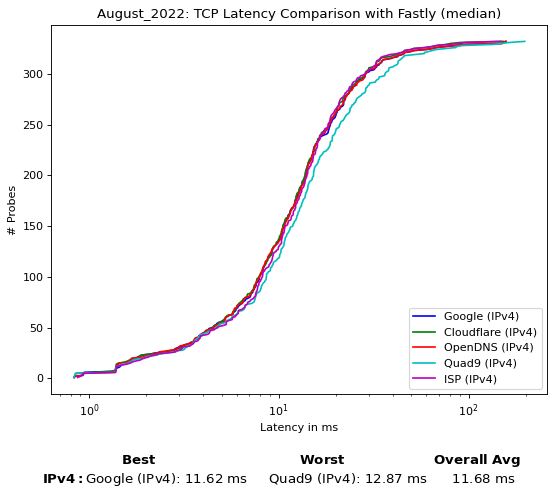 August_2022: TCP Latency Comparison with Fastly (median)
# Probes
300
250
200
150
100
50
0
Google (IPv4)
Cloudflare (IPv4)
OpenDNS (IPv4)
Quad9 (IPv4)
ISP (IPv4)
10⁰ 10¹ 10²
Latency in ms
Best Worst Overall Avg
IPv4: Google (IPv4): 11.62 ms Quad9 (IPv4): 12.87 ms 11.68 ms